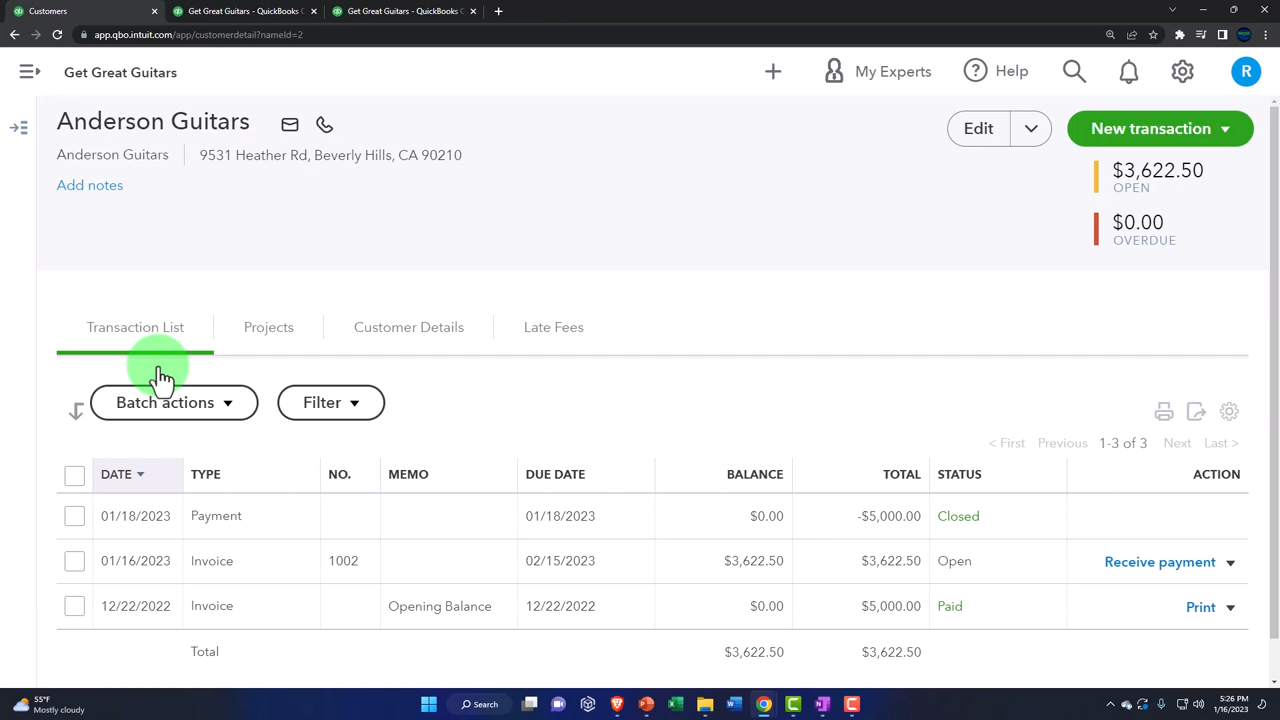 Customers × Get Great Guitars - QuickBooks O × Get Great Guitars - QuickBooks O × +
app.qbo.intuit.com/app/customerdetail?nameId=2
Get Great Guitars + My Experts ? Help R
Anderson Guitars Edit New transaction
Anderson Guitars 9531 Heather Rd, Beverly Hills, CA 90210
$3,622.50
OPEN
Add notes
$0.00
OVERDUE
Transaction List Projects Customer Details Late Fees
Batch actions Filter
< First Previous 1-3 of 3 Next Last >
DATE TYPE NO. MEMO DUE DATE BALANCE TOTAL STATUS ACTION
01/18/2023 Payment 01/18/2023 $0.00 -$5,000.00 Closed
01/16/2023 Invoice 1002 02/15/2023 $3,622.50 $3,622.50 Open Receive payment
12/22/2022 Invoice Opening Balance 12/22/2022 $0.00 $5,000.00 Paid Print
Total $3,622.50 $3,622.50
55°F
Mostly cloudy
Search
5:26 PM
1/16/2023